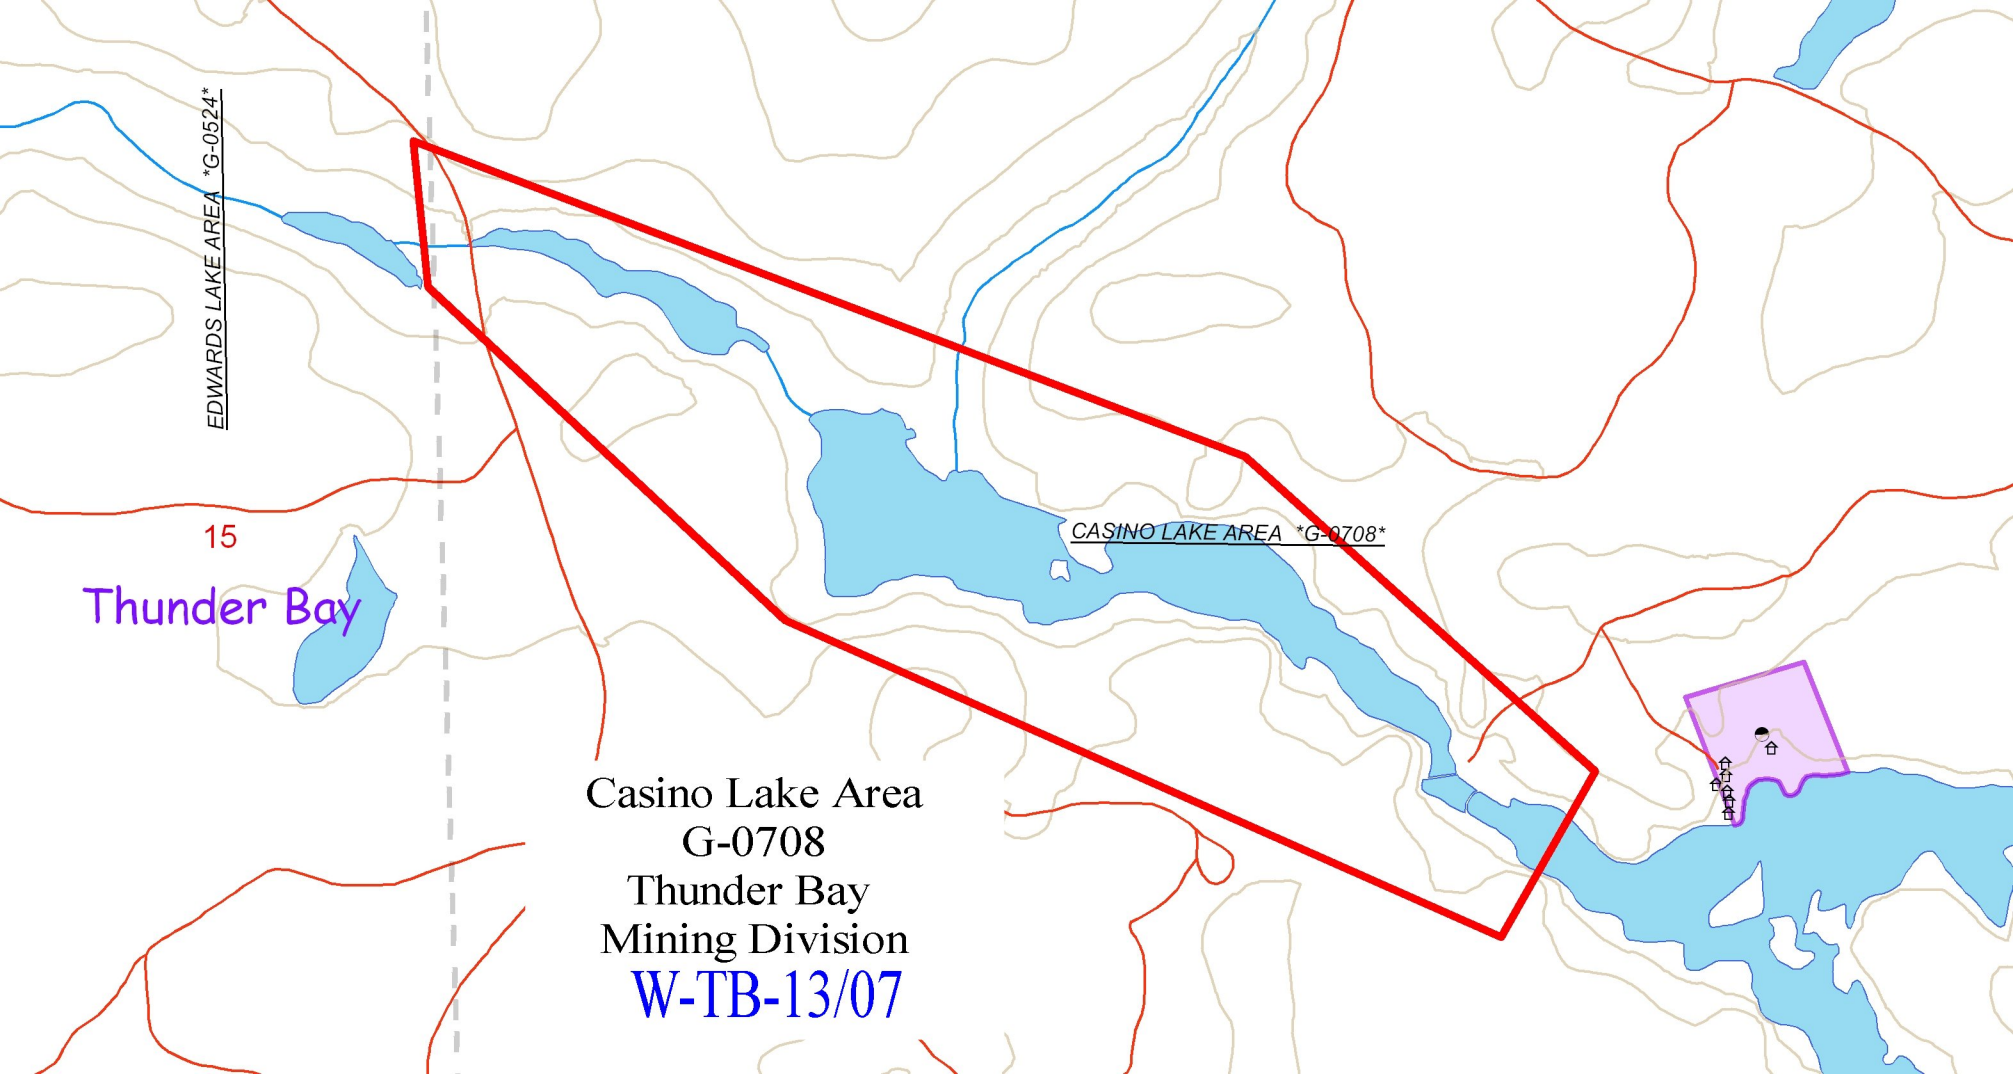 EDWARDS LAKE AREA *G-0524*
CASINO LAKE AREA *G-0708*
15
Thunder Bay
Casino Lake Area
G-0708
Thunder Bay
Mining Division
W-TB-13/07